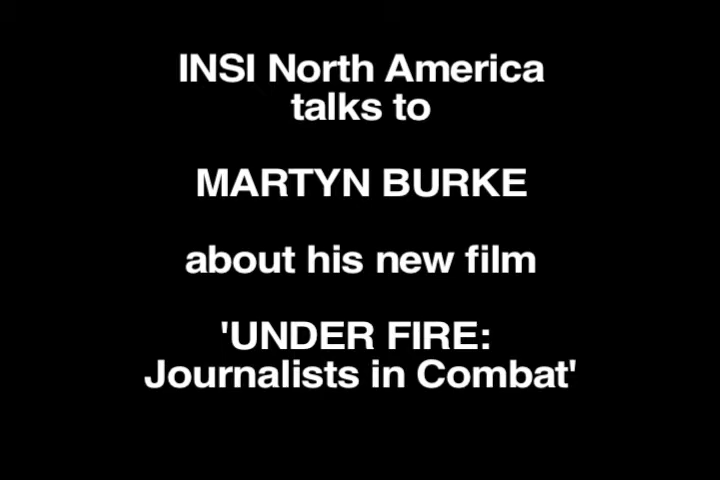 INSI North America
talks to
MARTYN BURKE
about his new film
'UNDER FIRE:
Journalists in Combat'